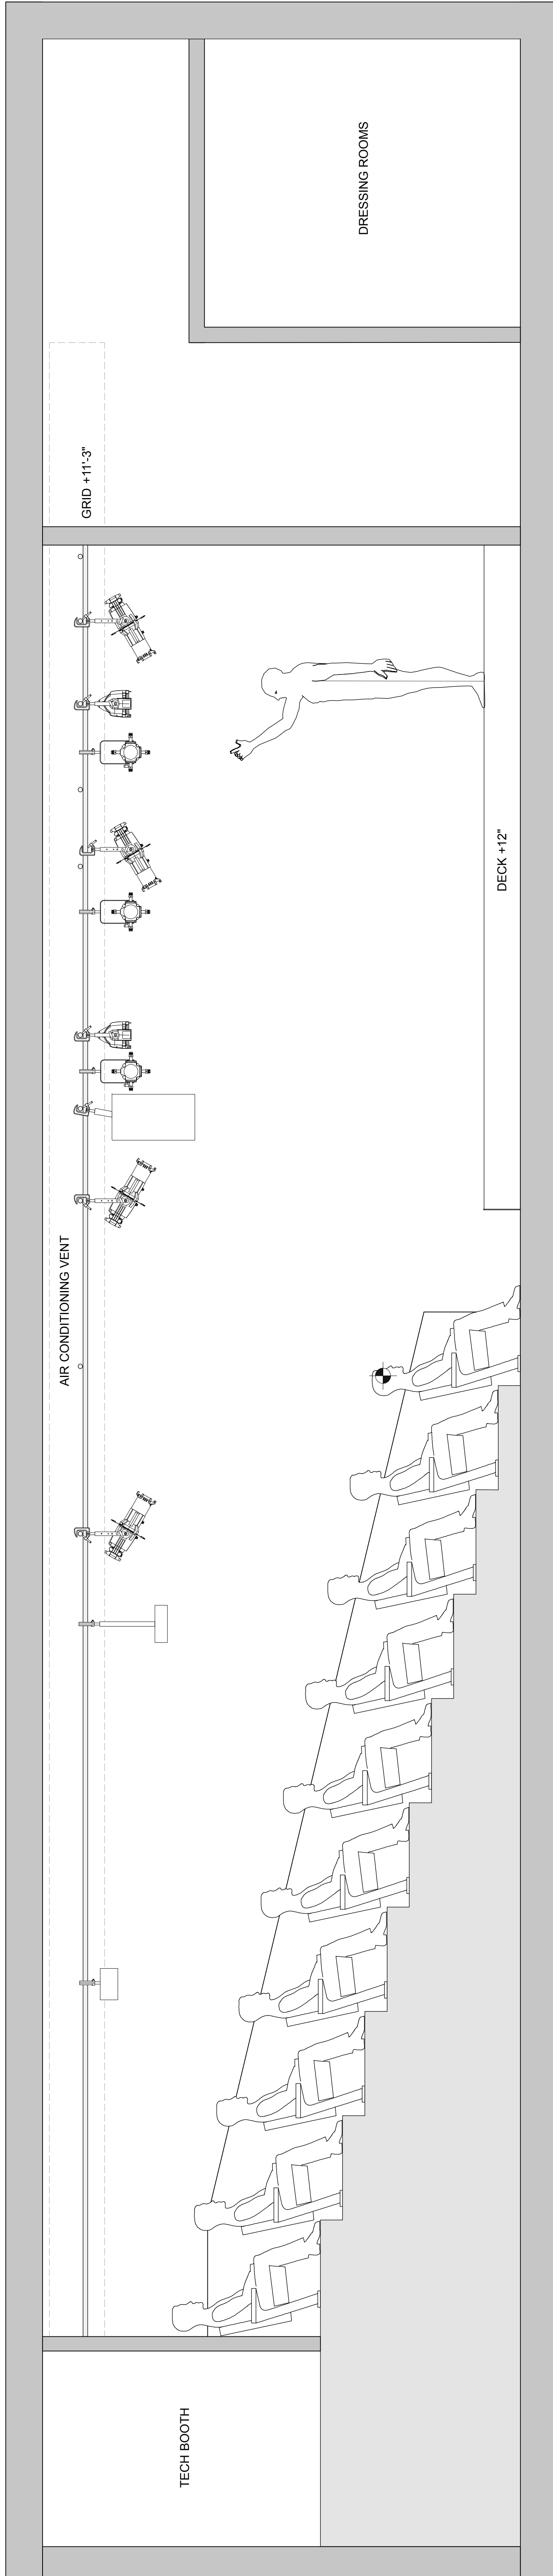 DRESSING ROOMS
GRID +11'-3"
DECK +12"
AIR CONDITIONING VENT
TECH BOOTH